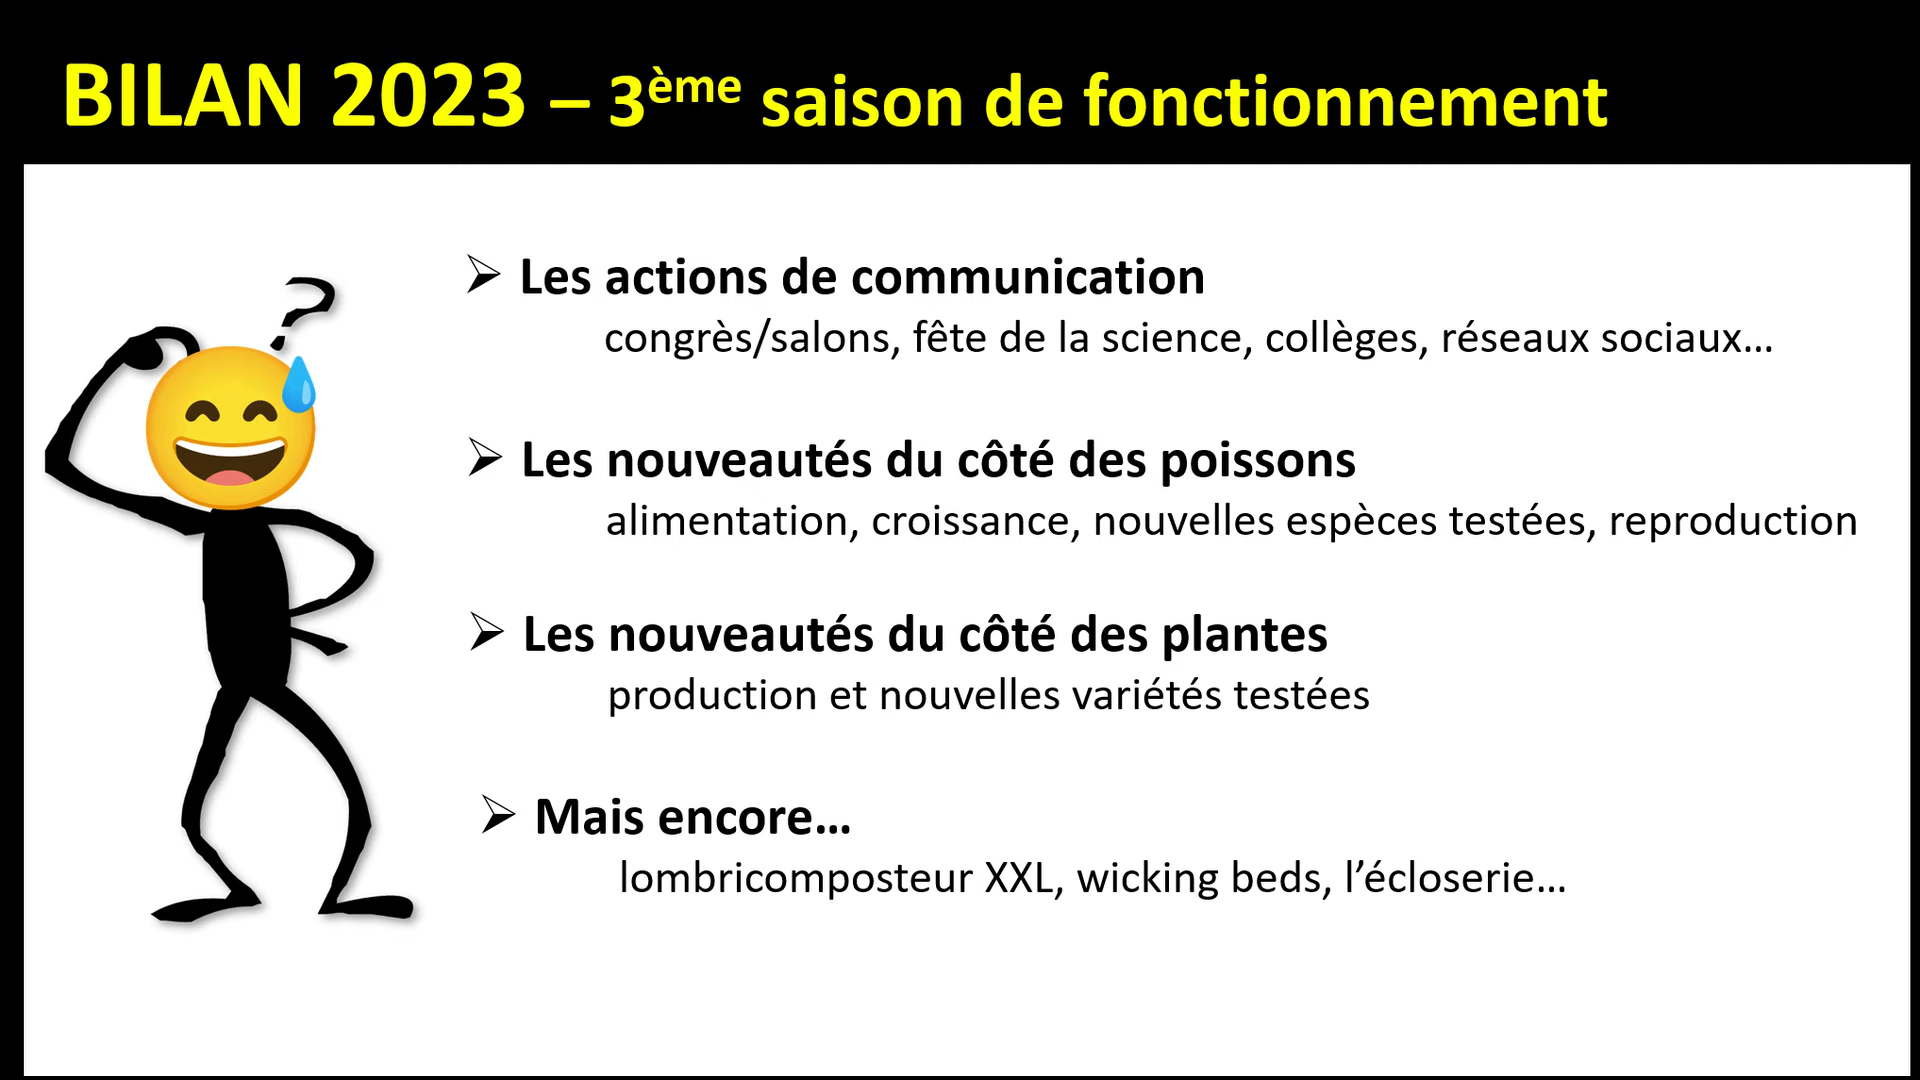 BILAN 2023 – 3ème saison de fonctionnement
?
➢ Les actions de communication
congrès/salons, fête de la science, collèges, réseaux sociaux…
➢ Les nouveautés du côté des poissons
alimentation, croissance, nouvelles espèces testées, reproduction
➢ Les nouveautés du côté des plantes
production et nouvelles variétés testées
➢ Mais encore…
lombricomposteur XXL, wicking beds, l’écloserie…